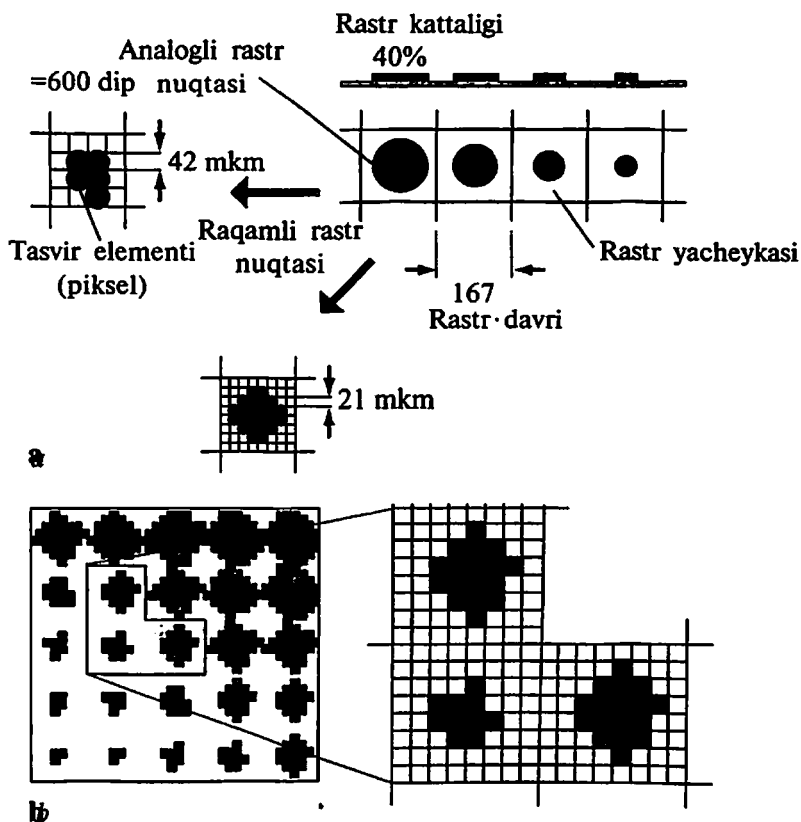 Rastr kattaligi
40%
Analogli rastr
=600 dip nuqtasi
42 mkm
Tasvir elementi
(piksel)
Raqamli rastr
nuqtasi
Rastr yacheykasi
167
Rastr davri
21 mkm
a
b